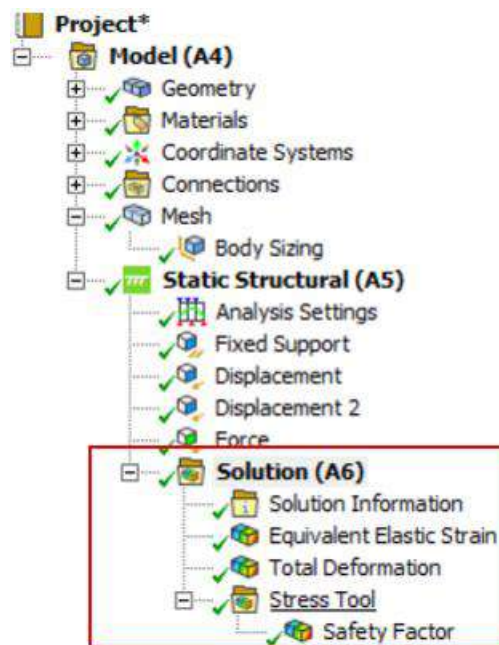 Project*
Model (A4)
Geometry
Materials
Coordinate Systems
Connections
Mesh
Body Sizing
Static Structural (A5)
Analysis Settings
Fixed Support
Displacement
Displacement 2
Force
Solution (A6)
Solution Information
Equivalent Elastic Strain
Total Deformation
Stress Tool
Safety Factor